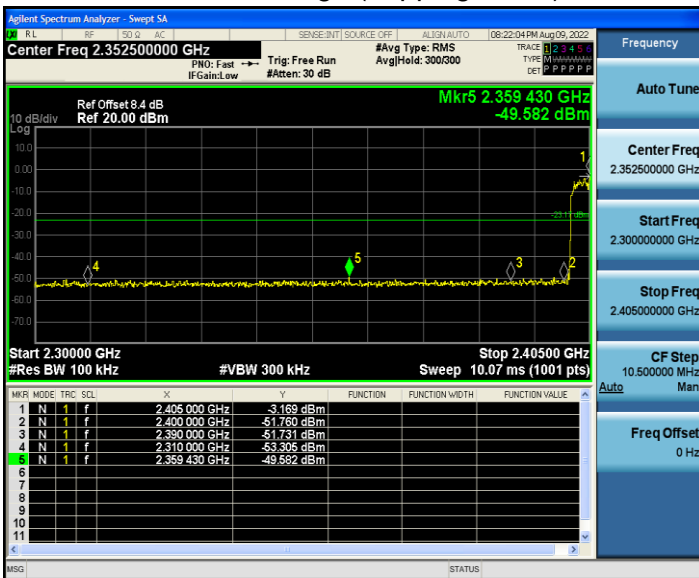 Agilent Spectrum Analyzer - Swept SA
RL RF 50 Ω AC SENSE:INT SOURCE OFF ALIGN AUTO 08:22:04 PM Aug 09, 2022
Center Freq 2.352500000 GHz #Avg Type: RMS TRACE 1 2 3 4 5 6
PNO: Fast Trig: Free Run Avg|Hold: 300/300 TYPE M
IFGain:Low #Atten: 30 dB DET P P P P P P
Mkr5 2.359 430 GHz
Ref Offset 8.4 dB
10 dB/div Ref 20.00 dBm -49.582 dBm
Log
10.0
0.00
-10.0
-20.0
-30.0
-40.0
-50.0
-60.0
-70.0
1
-23.17 dBm
5
3
2
4
Start 2.30000 GHz Stop 2.40500 GHz
#Res BW 100 kHz #VBW 300 kHz Sweep 10.07 ms (1001 pts)
MKR MODE TRC SCL X Y FUNCTION FUNCTION WIDTH FUNCTION VALUE
1 N 1 f 2.405 000 GHz -3.169 dBm
2 N 1 f 2.400 000 GHz -51.760 dBm
3 N 1 f 2.390 000 GHz -51.731 dBm
4 N 1 f 2.310 000 GHz -53.305 dBm
5 N 1 f 2.359 430 GHz -49.582 dBm
6
7
8
9
10
11
MSG STATUS
Frequency
Auto Tune
Center Freq
2.352500000 GHz
Start Freq
2.300000000 GHz
Stop Freq
2.405000000 GHz
CF Step
10.500000 MHz
Auto Man
Freq Offset
0 Hz